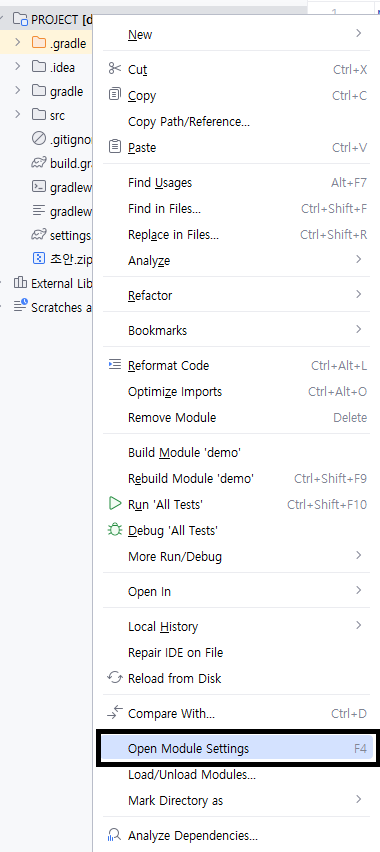 PROJECT [d
.gradle
.idea
gradle
src
.gitignor
build.gra
gradlew
gradlew
settings
초안.zip
External Lib
Scratches a
1
New
Cut Ctrl+X
Copy Ctrl+C
Copy Path/Reference...
Paste Ctrl+V
Find Usages Alt+F7
Find in Files... Ctrl+Shift+F
Replace in Files... Ctrl+Shift+R
Analyze
Refactor
Bookmarks
Reformat Code Ctrl+Alt+L
Optimize Imports Ctrl+Alt+O
Remove Module Delete
Build Module 'demo'
Rebuild Module 'demo' Ctrl+Shift+F9
Run 'All Tests' Ctrl+Shift+F10
Debug 'All Tests'
More Run/Debug
Open In
Local History
Repair IDE on File
Reload from Disk
Compare With... Ctrl+D
Open Module Settings F4
Load/Unload Modules...
Mark Directory as
Analyze Dependencies...